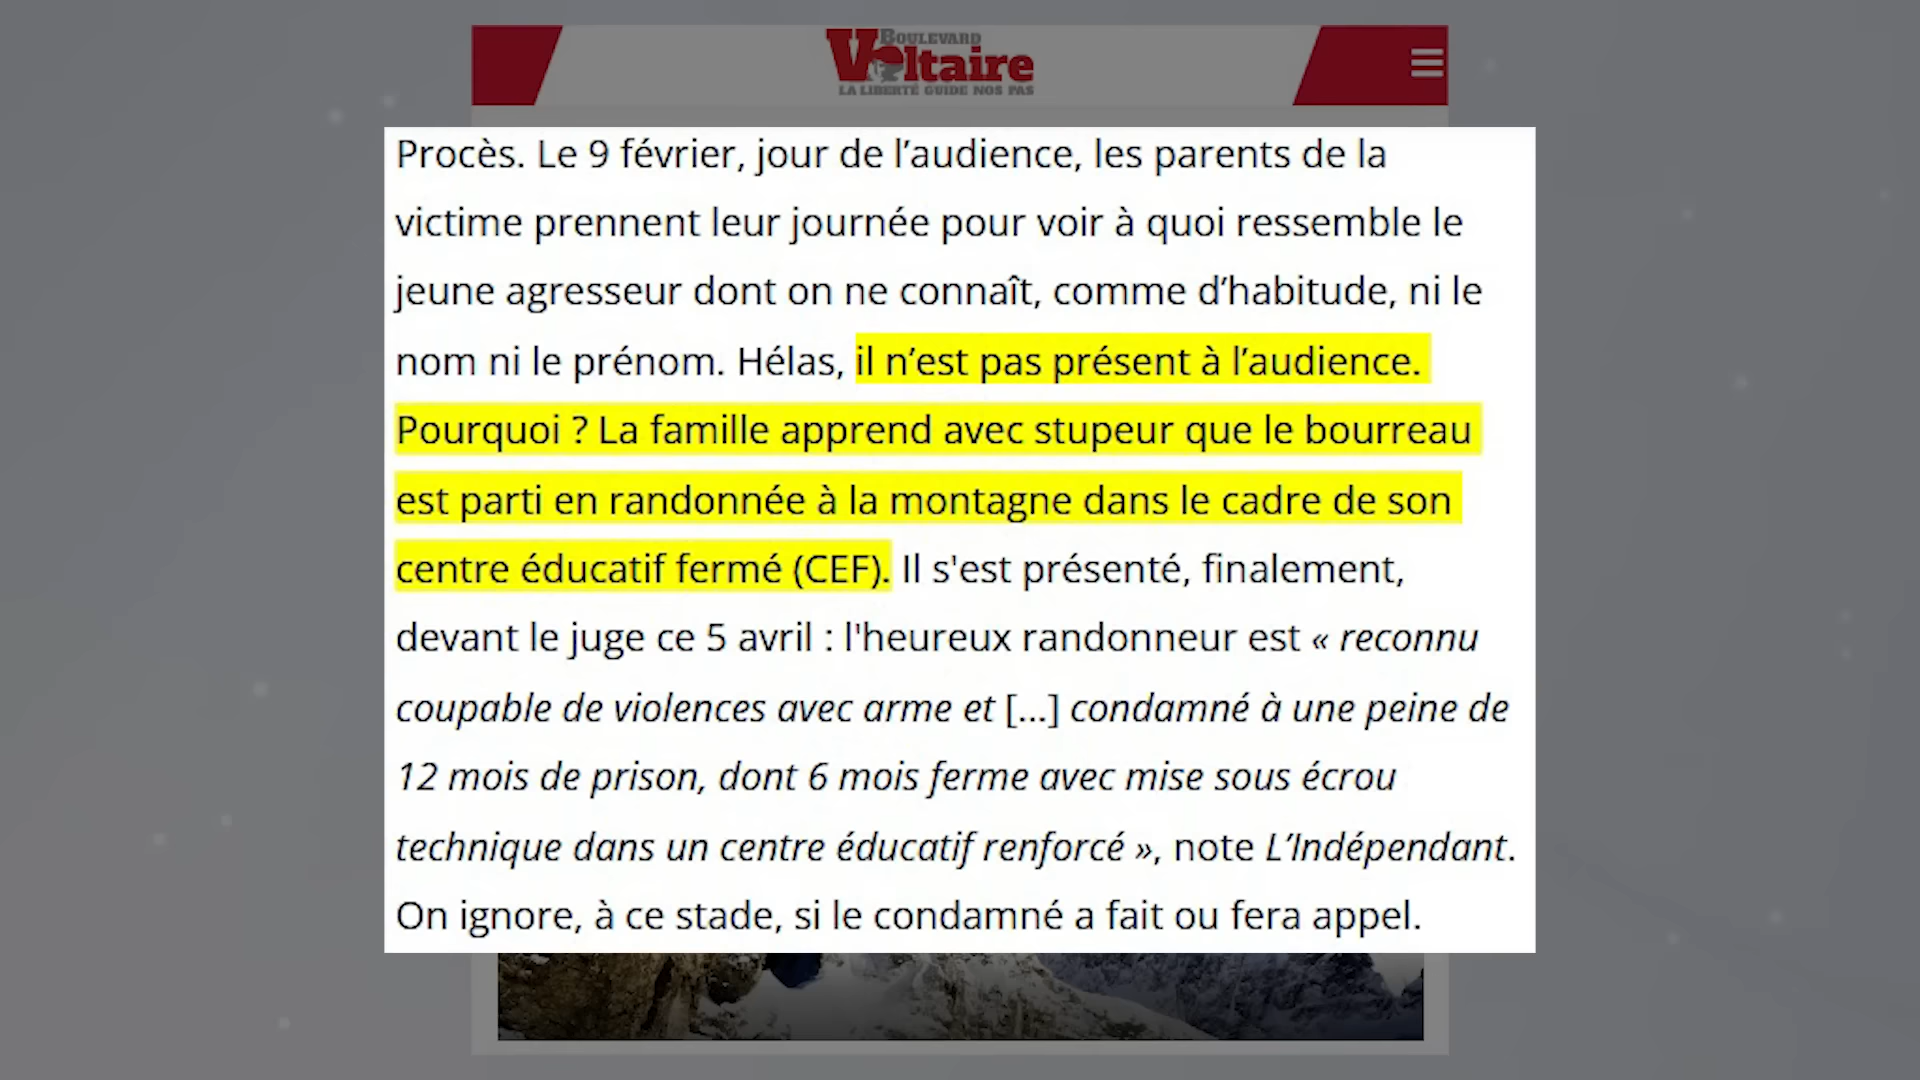 BOULEVARD
Voltaire
LA LIBERTÉ GUIDE NOS PAS
Procès. Le 9 février, jour de l’audience, les parents de la
victime prennent leur journée pour voir à quoi ressemble le
jeune agresseur dont on ne connaît, comme d’habitude, ni le
nom ni le prénom. Hélas, il n’est pas présent à l’audience.
Pourquoi ? La famille apprend avec stupeur que le bourreau
est parti en randonnée à la montagne dans le cadre de son
centre éducatif fermé (CEF). Il s'est présenté, finalement,
devant le juge ce 5 avril : l'heureux randonneur est « reconnu
coupable de violences avec arme et [...] condamné à une peine de
12 mois de prison, dont 6 mois ferme avec mise sous écrou
technique dans un centre éducatif renforcé », note L’Indépendant.
On ignore, à ce stade, si le condamné a fait ou fera appel.